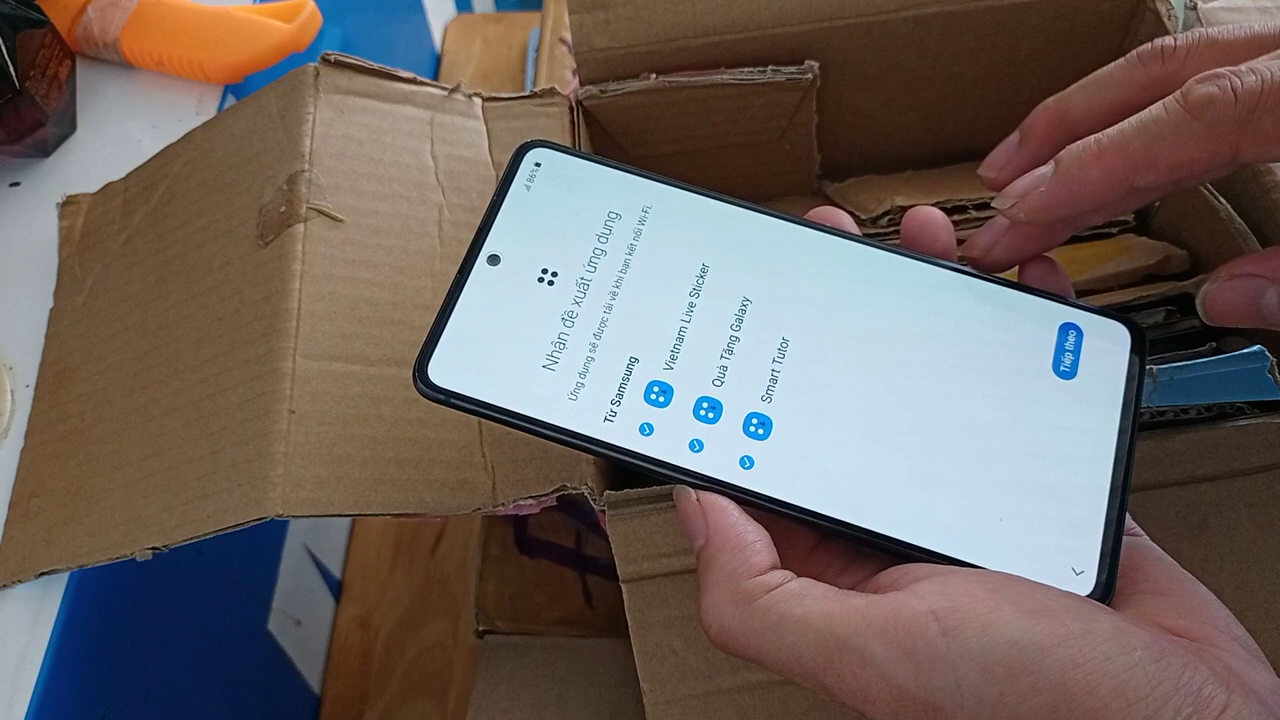 86%
Nhận đề xuất ứng dụng
Ứng dụng sẽ được tải về khi bạn kết nối Wi-Fi.
Từ Samsung
Vietnam Live Sticker
Quà Tặng Galaxy
Smart Tutor
Tiếp theo